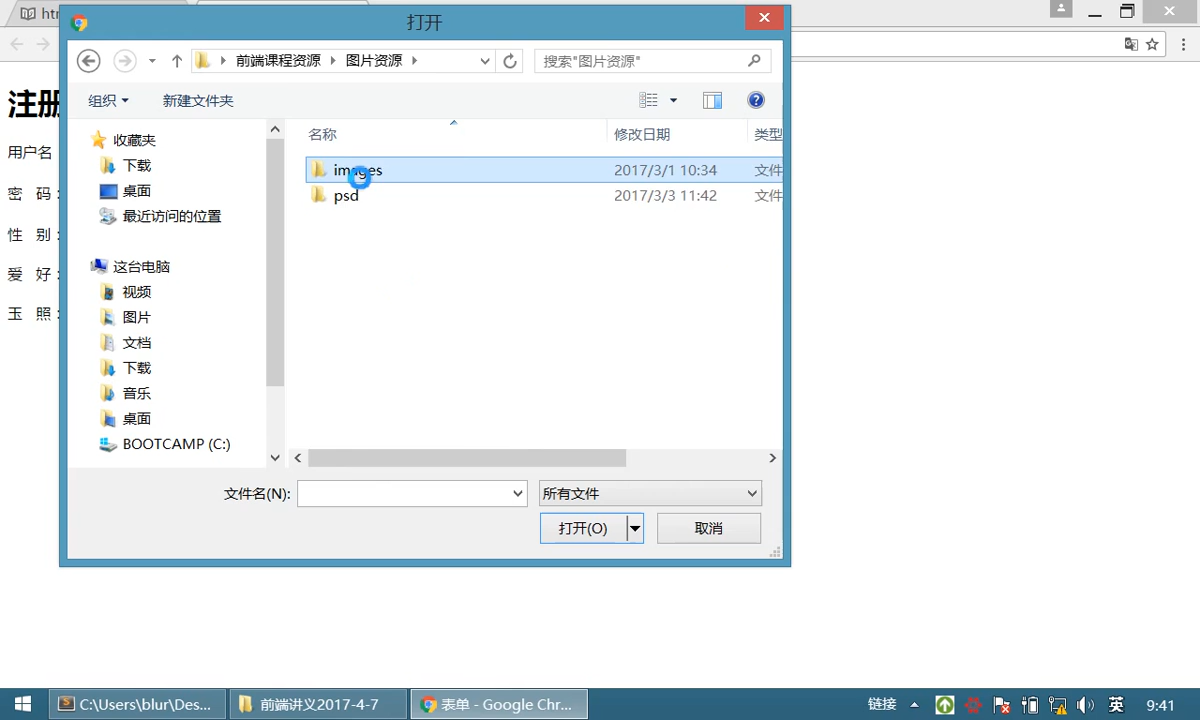 htm
打开
前端课程资源 图片资源
搜索"图片资源"
组织 新建文件夹
收藏夹
下载
桌面
最近访问的位置
这台电脑
视频
图片
文档
下载
音乐
桌面
BOOTCAMP (C:)
名称 修改日期 类型
images 2017/3/1 10:34 文件
psd 2017/3/3 11:42 文件
文件名(N): 所有文件
打开(O) 取消
注册
用户名
密 码：
性 别：
爱 好：
玉 照：
C:\Users\blur\Des... 前端讲义2017-4-7 表单 - Google Chr... 链接 英 9:41